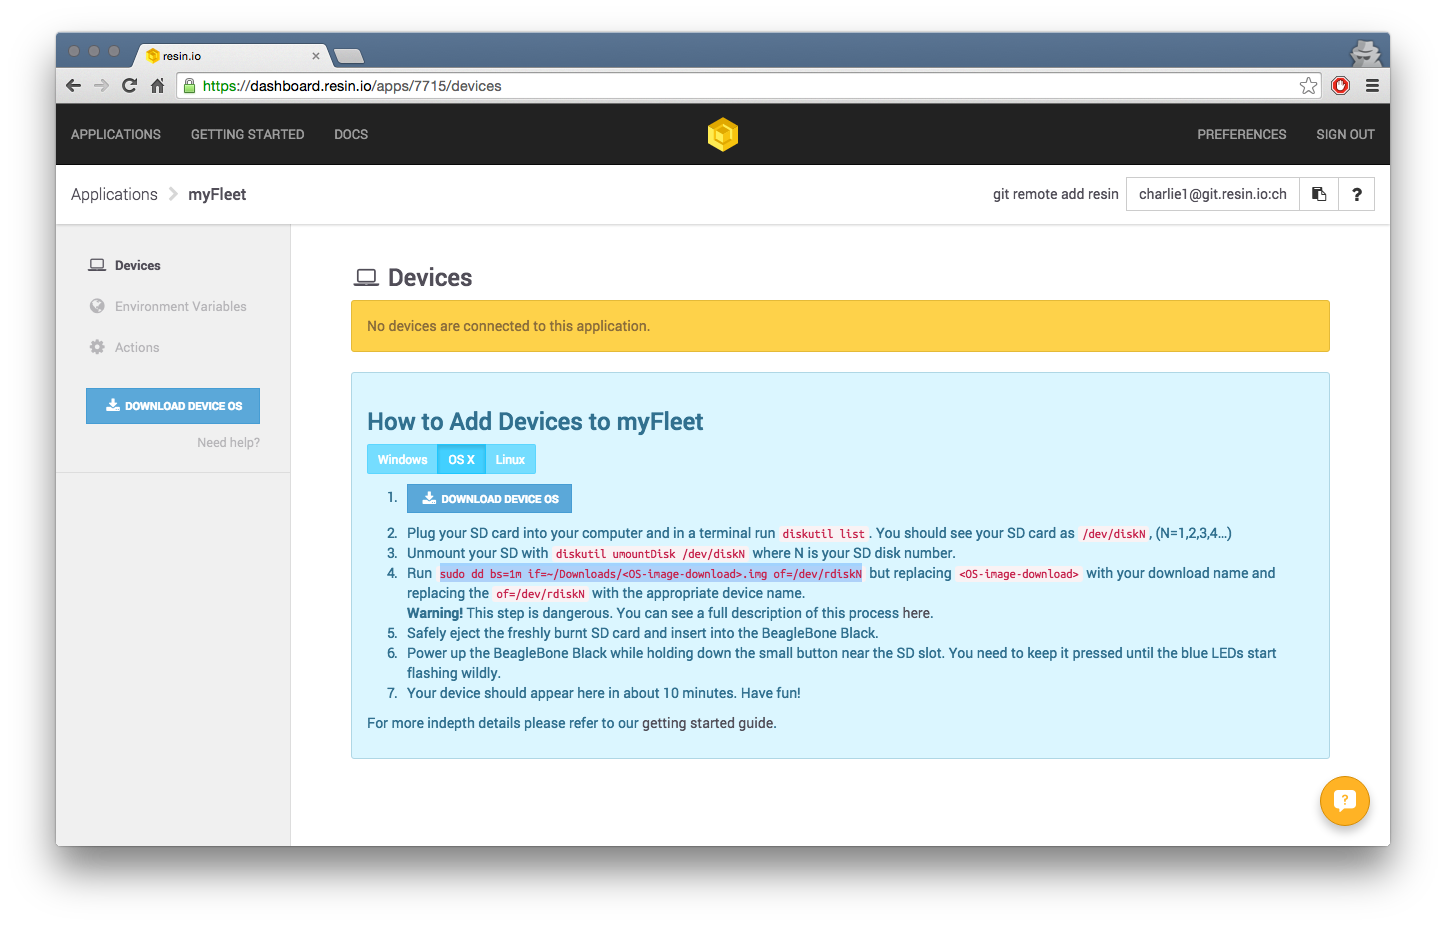 resin.io
https://dashboard.resin.io/apps/7715/devices
APPLICATIONS GETTING STARTED DOCS PREFERENCES SIGN OUT
Applications myFleet git remote add resin charlie1@git.resin.io:ch ?
Devices
Environment Variables
Actions
DOWNLOAD DEVICE OS
Need help?
Devices
No devices are connected to this application.
How to Add Devices to myFleet
Windows OS X Linux
1. DOWNLOAD DEVICE OS
2. Plug your SD card into your computer and in a terminal run diskutil list. You should see your SD card as /dev/diskN, (N=1,2,3,4...)
3. Unmount your SD with diskutil umountDisk /dev/diskN where N is your SD disk number.
4. Run sudo dd bs=1m if=~/Downloads/<OS-image-download>.img of=/dev/rdiskN but replacing <OS-image-download> with your download name and
replacing the of=/dev/rdiskN with the appropriate device name.
Warning! This step is dangerous. You can see a full description of this process here.
5. Safely eject the freshly burnt SD card and insert into the BeagleBone Black.
6. Power up the BeagleBone Black while holding down the small button near the SD slot. You need to keep it pressed until the blue LEDs start
flashing wildly.
7. Your device should appear here in about 10 minutes. Have fun!
For more indepth details please refer to our getting started guide.
?